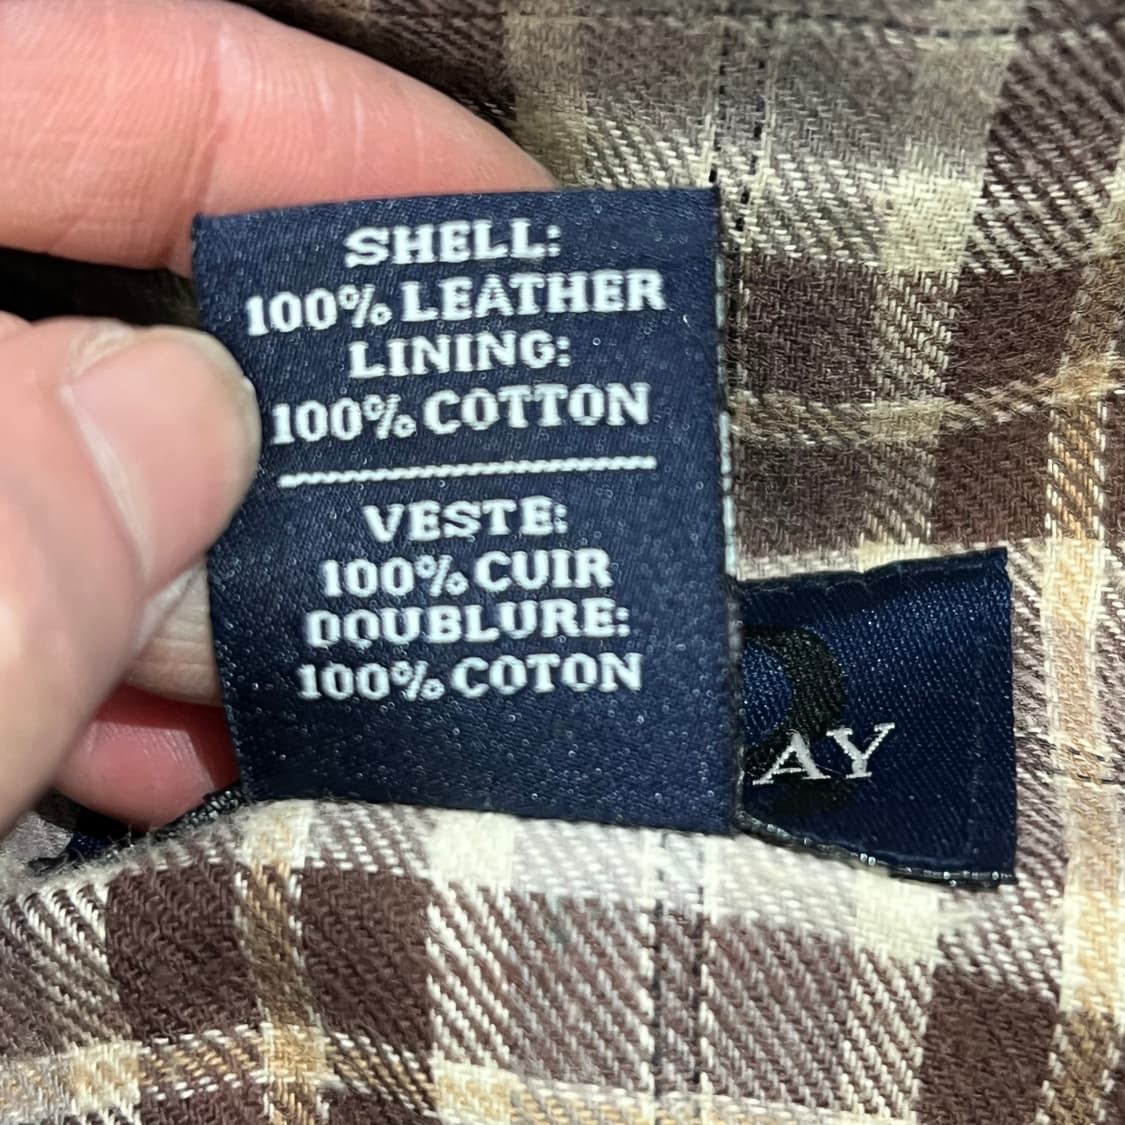 SHELL:
100% LEATHER
LINING:
100% COTTON
VESTE:
100% CUIR
DOUBLURE:
100% COTON
AY